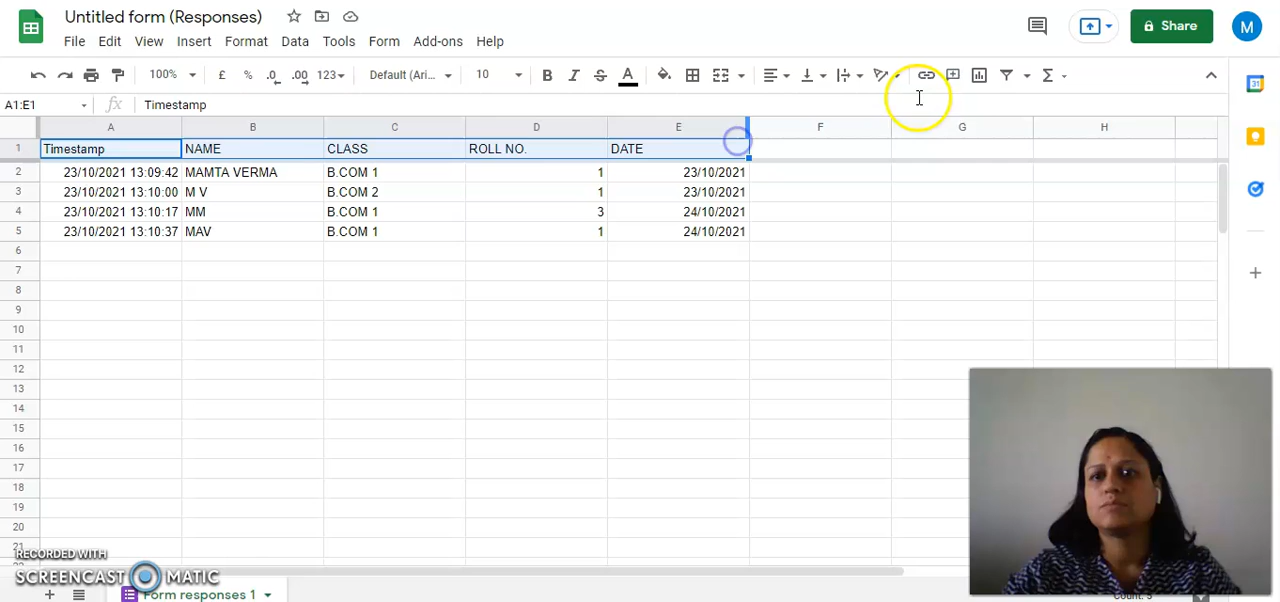 Untitled form (Responses)
File Edit View Insert Format Data Tools Form Add-ons Help
Share
M
100% £ % .0 .00 123 Default (Ari... 10 B I S A Σ
A1:E1 fx Timestamp
A B C D E F G H
1 Timestamp NAME CLASS ROLL NO. DATE
2 23/10/2021 13:09:42 MAMTA VERMA B.COM 1 1 23/10/2021
3 23/10/2021 13:10:00 M V B.COM 2 1 23/10/2021
4 23/10/2021 13:10:17 MM B.COM 1 3 24/10/2021
5 23/10/2021 13:10:37 MAV B.COM 1 1 24/10/2021
6
7
8
9
10
11
12
13
14
15
16
17
18
19
20
21
RECORDED WITH
SCREENCAST MATIC
Form responses 1
Count: 5
31